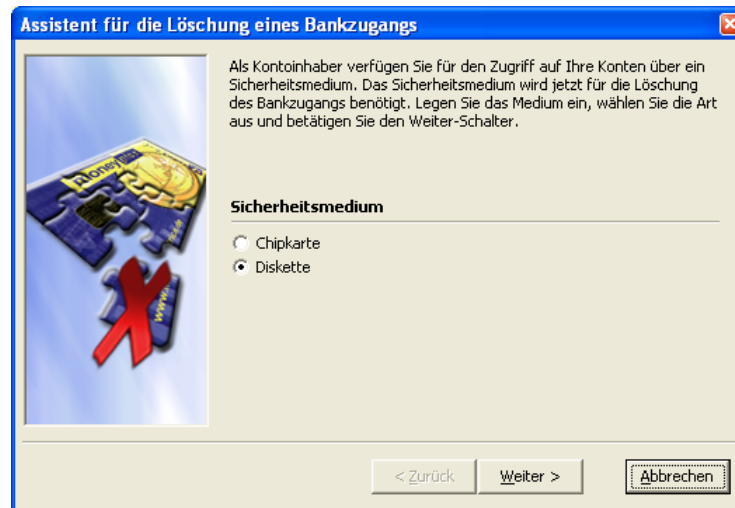 Assistent für die Löschung eines Bankzugangs
Als Kontoinhaber verfügen Sie für den Zugriff auf Ihre Konten über ein
Sicherheitsmedium. Das Sicherheitsmedium wird jetzt für die Löschung
des Bankzugangs benötigt. Legen Sie das Medium ein, wählen Sie die Art
aus und betätigen Sie den Weiter-Schalter.
Moneyplex
www.
Sicherheitsmedium
Chipkarte
Diskette
< Zurück
Weiter >
Abbrechen